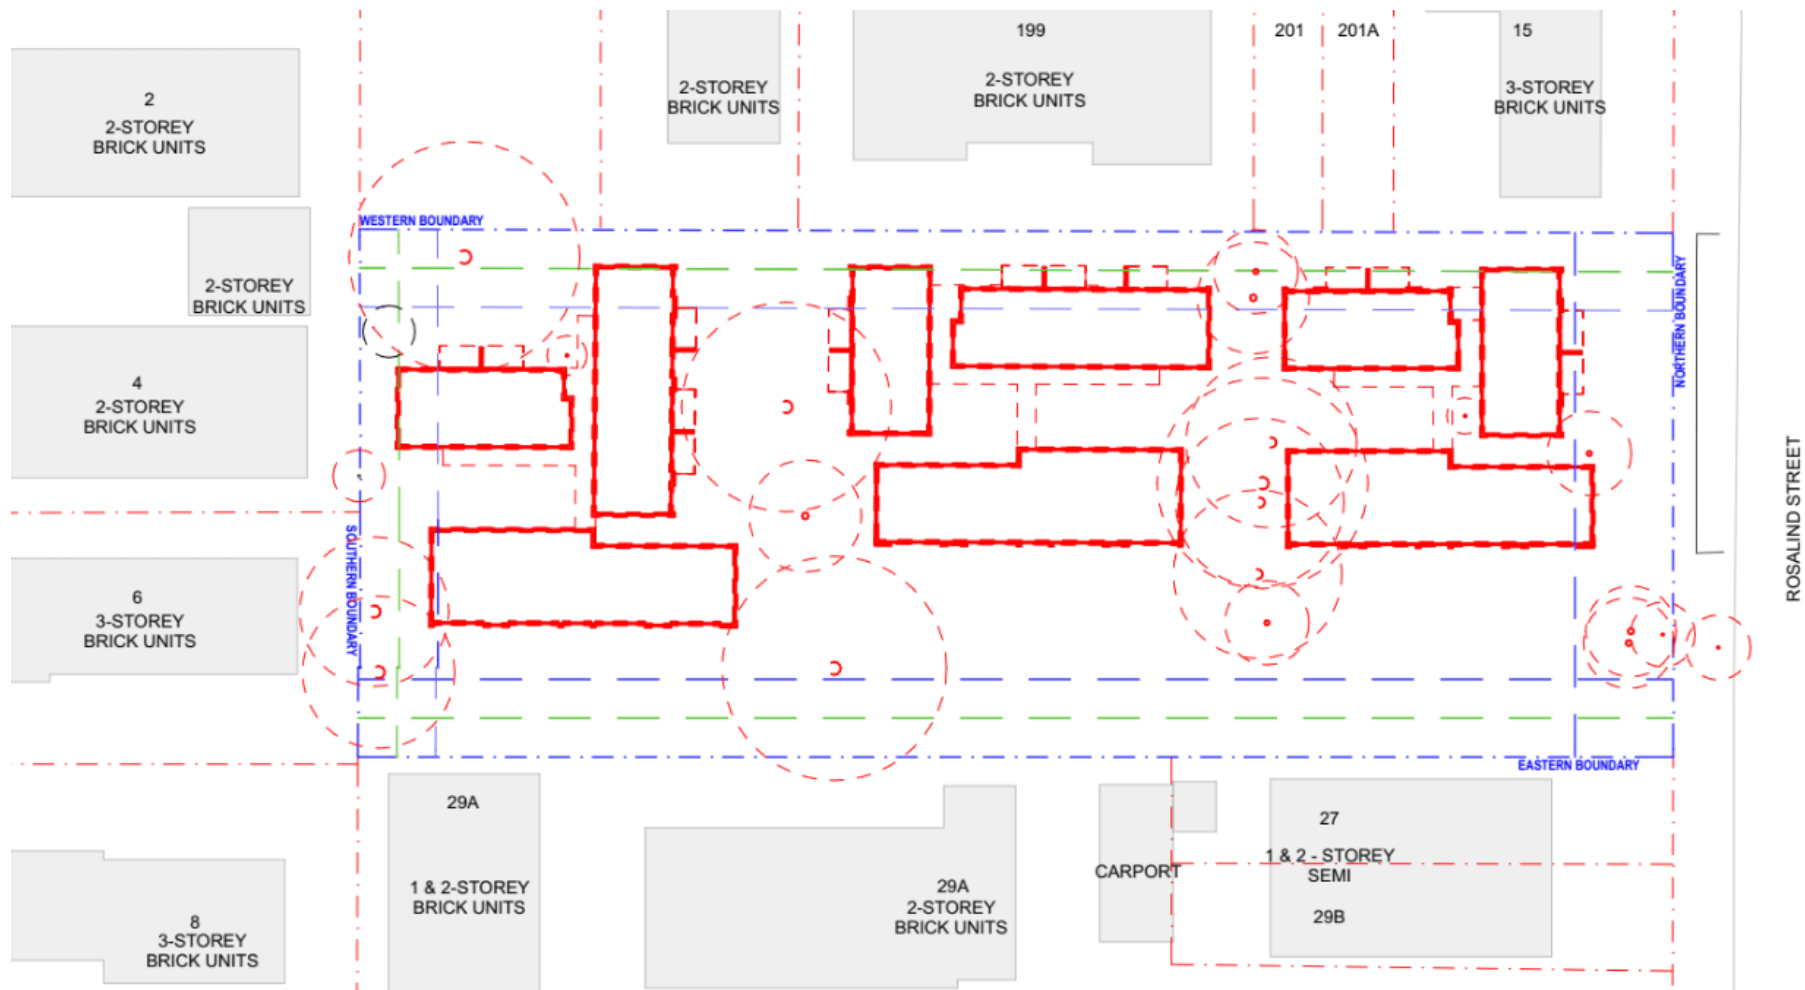 199
201
201A
15
2
2-STOREY
BRICK UNITS
2-STOREY
BRICK UNITS
2-STOREY
BRICK UNITS
3-STOREY
BRICK UNITS
WESTERN BOUNDARY
2-STOREY
BRICK UNITS
NORTHERN BOUNDARY
4
2-STOREY
BRICK UNITS
ROSALIND STREET
SOUTHERN BOUNDARY
6
3-STOREY
BRICK UNITS
EASTERN BOUNDARY
29A
1 & 2-STOREY
BRICK UNITS
CARPORT
27
1 & 2 - STOREY
SEMI
29B
29A
2-STOREY
BRICK UNITS
8
3-STOREY
BRICK UNITS